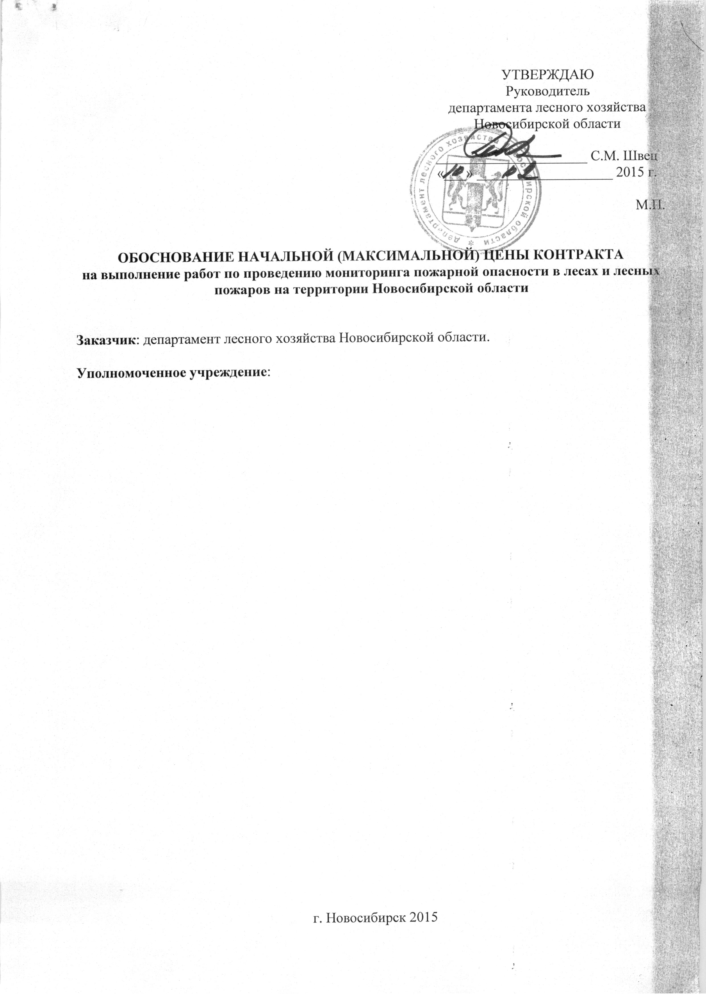 УТВЕРЖДАЮ
Руководитель
департамента лесного хозяйства
Новосибирской области
С.М. Швец
«10» 02 2015 г.
М.П.
департамент лесного хозяйства Новосибирской области *
ОБОСНОВАНИЕ НАЧАЛЬНОЙ (МАКСИМАЛЬНОЙ) ЦЕНЫ КОНТРАКТА
на выполнение работ по проведению мониторинга пожарной опасности в лесах и лесных
пожаров на территории Новосибирской области
Заказчик: департамент лесного хозяйства Новосибирской области.
Уполномоченное учреждение:
г. Новосибирск 2015